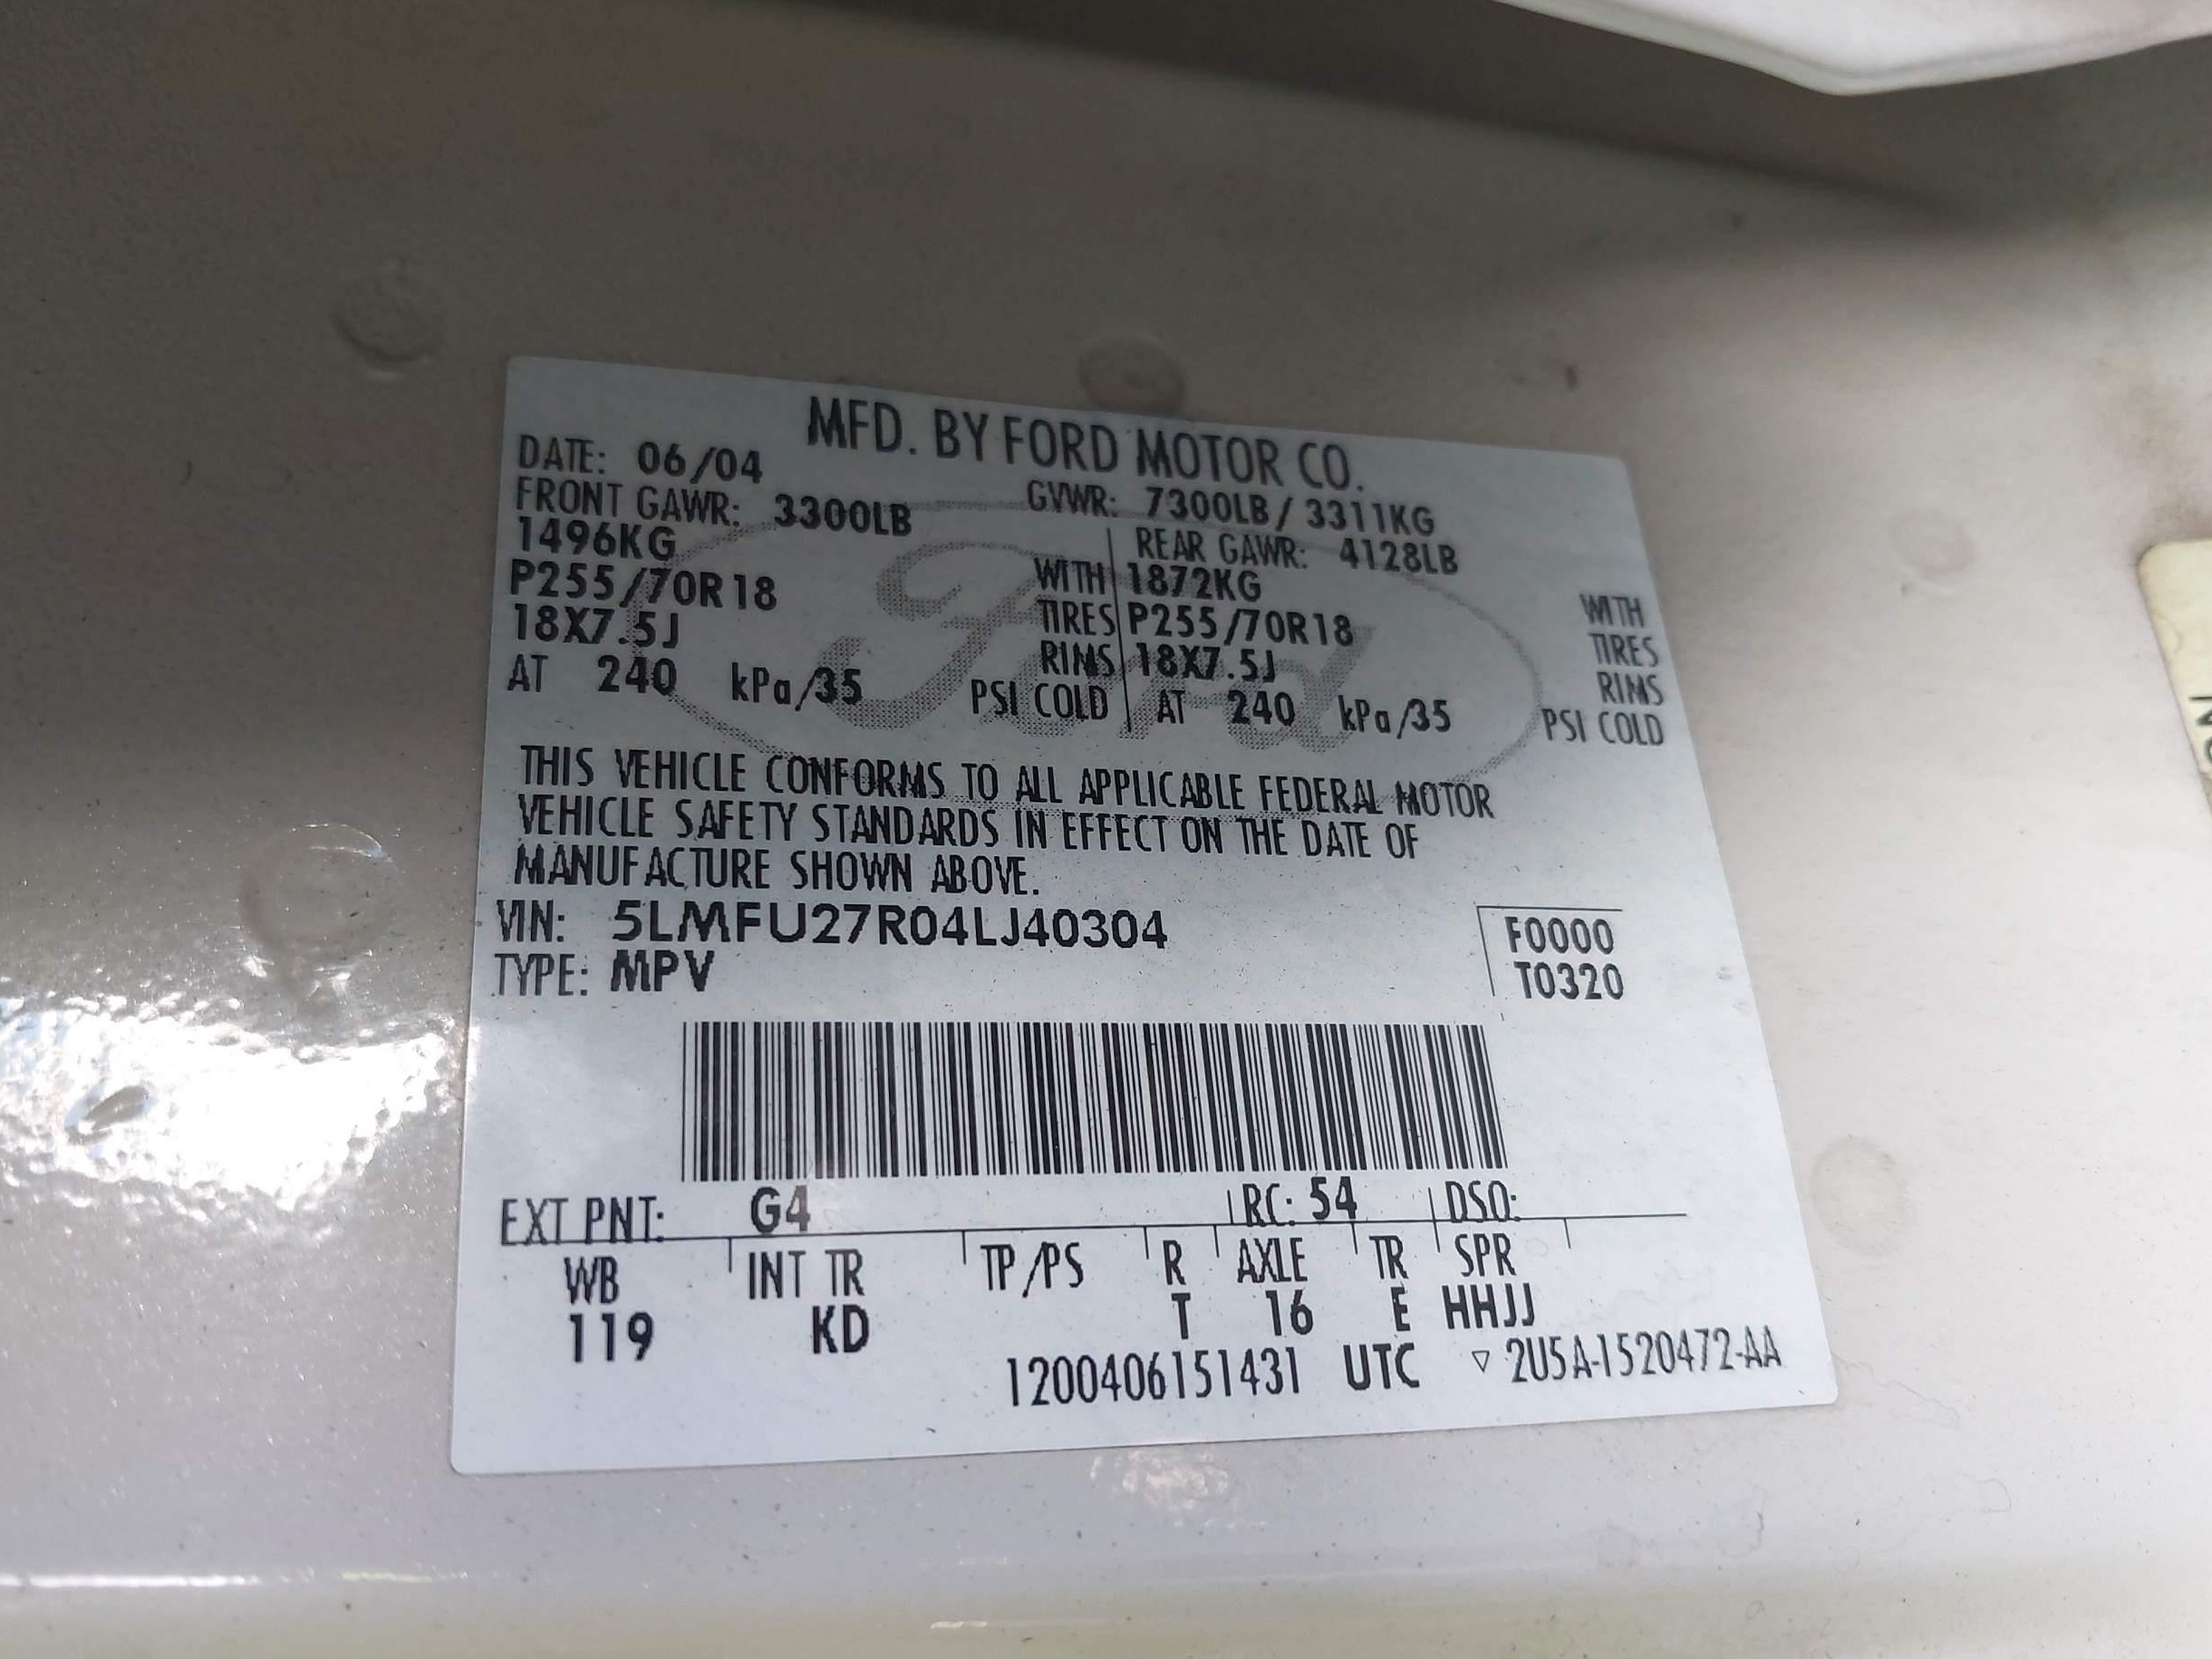 MFD. BY FORD MOTOR CO.
DATE: 06/04 GVWR: 7300LB / 3311KG
FRONT GAWR: 3300LB REAR GAWR: 4128LB
1496KG WITH 1872KG WITH
P255/70R18 TIRES P255/70R18 TIRES
18X7.5J RIMS 18X7.5J RIMS
AT 240 kPa/35 PSI COLD AT 240 kPa/35 PSI COLD
Ford
THIS VEHICLE CONFORMS TO ALL APPLICABLE FEDERAL MOTOR
VEHICLE SAFETY STANDARDS IN EFFECT ON THE DATE OF
MANUFACTURE SHOWN ABOVE.
VIN: 5LMFU27R04LJ40304 F0000
TYPE: MPV T0320
EXT PNT: G4 RC: 54 DSO:
WB INT TR TP/PS R AXLE TR SPR
119 KD T 16 E HHJJ
1200406151431 UTC ▽ 2U5A-1520472-AA